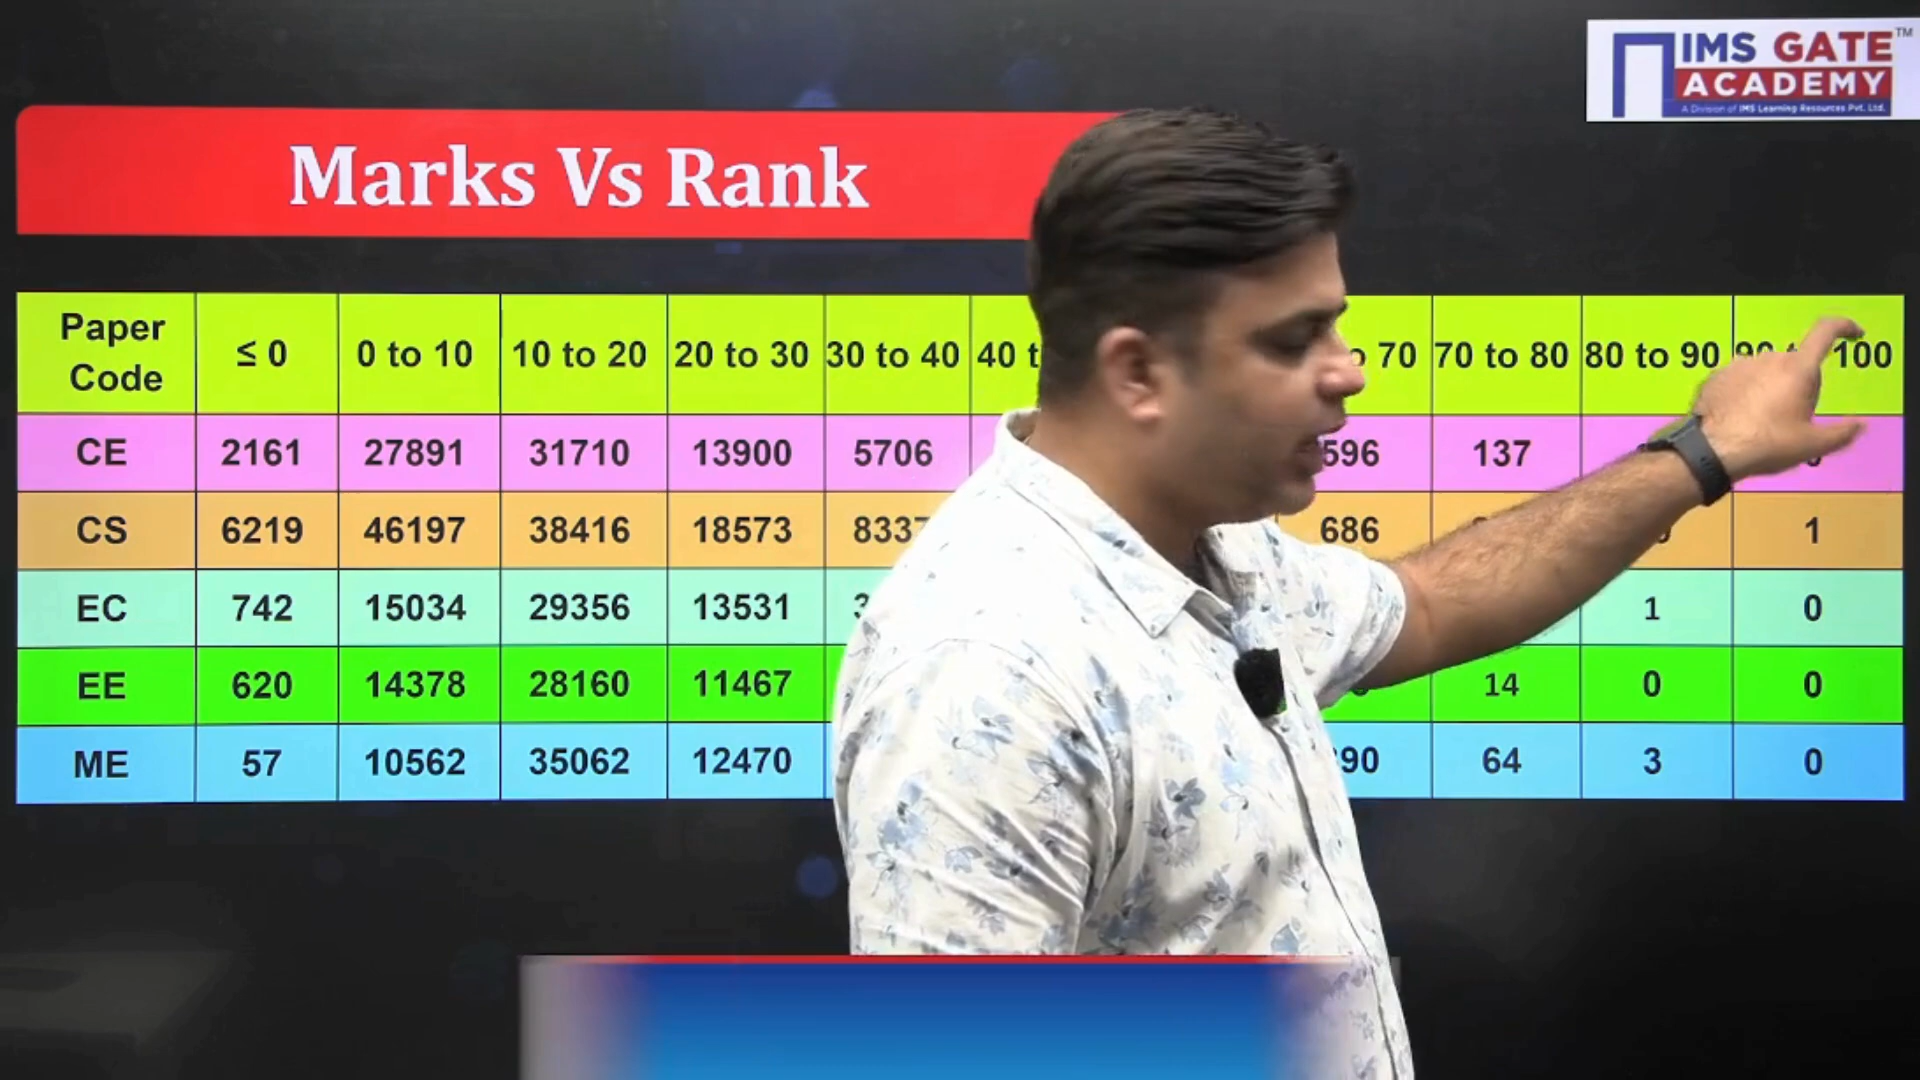 IMS GATE TM
ACADEMY
A Division of IMS Learning Resources Pvt. Ltd.
Marks Vs Rank
Paper Code ≤ 0 0 to 10 10 to 20 20 to 30 30 to 40 40 70 70 to 80 80 to 90 100
CE 2161 27891 31710 13900 5706 596 137
CS 6219 46197 38416 18573 8337 686 1
EC 742 15034 29356 13531 1 0
EE 620 14378 28160 11467 14 0 0
ME 57 10562 35062 12470 90 64 3 0